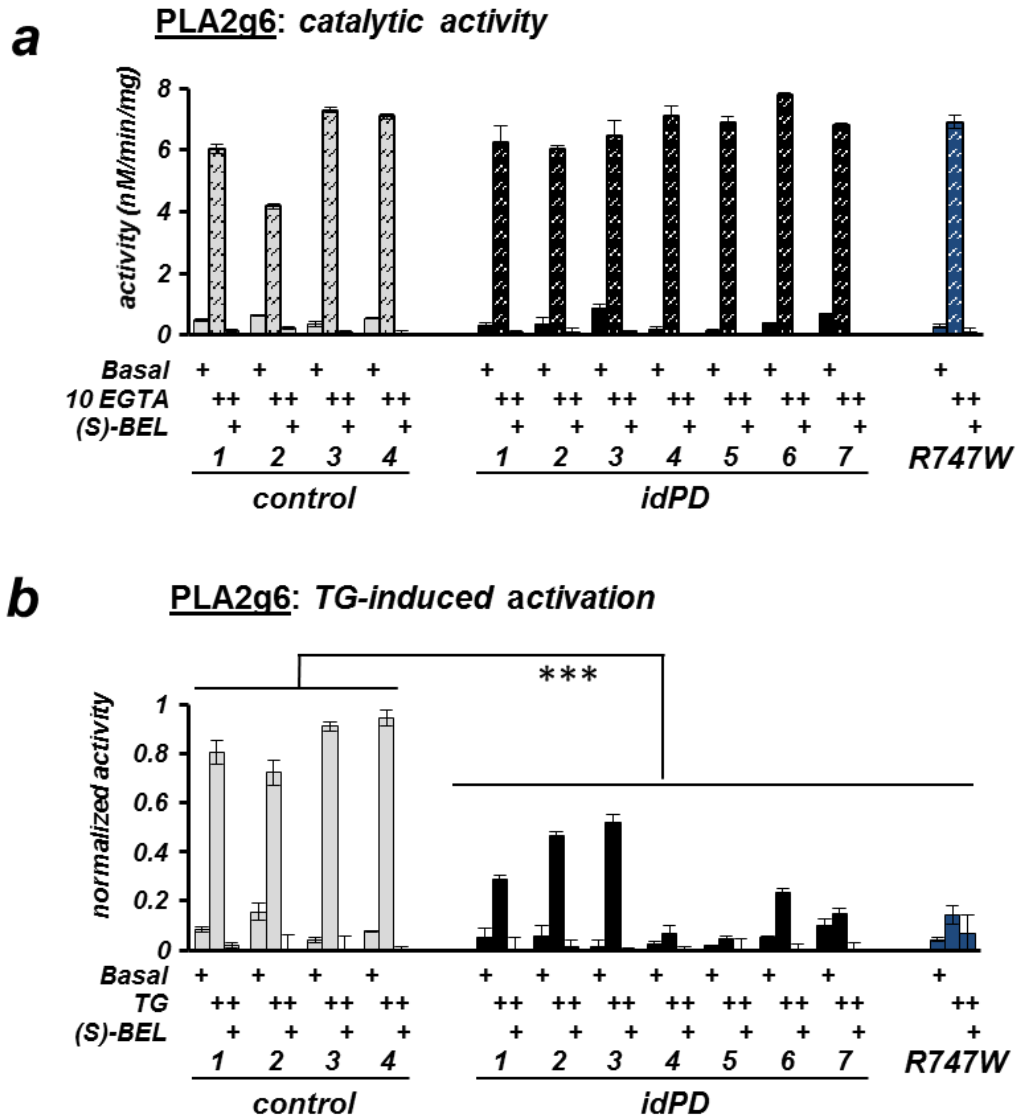 a
PLA2g6: catalytic activity
activity (nM/min/mg)
8
6
4
2
0
Basal + + + + + + + + + + + +
10 EGTA ++ ++ ++ ++ ++ ++ ++ ++ ++ ++ ++ ++
(S)-BEL + + + + + + + + + + + +
1 2 3 4 1 2 3 4 5 6 7 R747W
control idPD
b
PLA2g6: TG-induced activation
***
normalized activity
1
0.8
0.6
0.4
0.2
0
Basal + + + + + + + + + + + +
TG ++ ++ ++ ++ ++ ++ ++ ++ ++ ++ ++ ++
(S)-BEL + + + + + + + + + + + +
1 2 3 4 1 2 3 4 5 6 7 R747W
control idPD